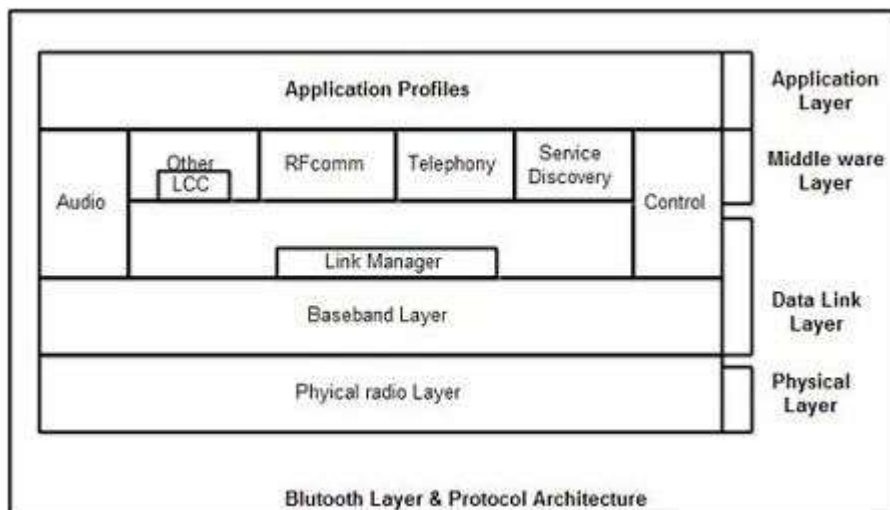 Application Profiles
Application
Layer
Other
LCC
RFcomm
Telephony
Service
Discovery
Middle ware
Layer
Audio
Control
Link Manager
Baseband Layer
Data Link
Layer
Phyical radio Layer
Physical
Layer
Blutooth Layer & Protocol Architecture